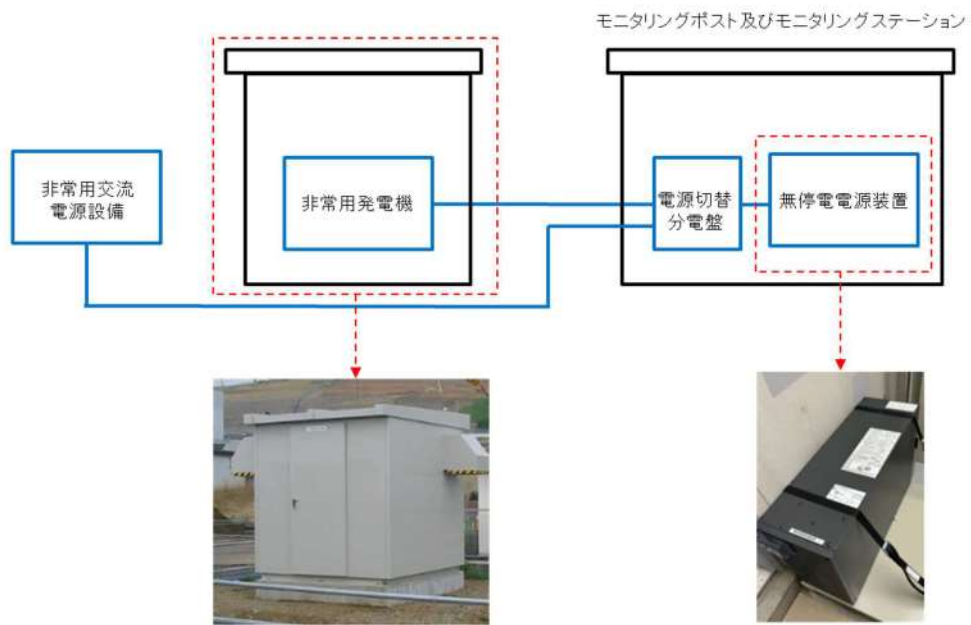 モニタリングポスト及びモニタリングステーション
非常用交流
電源設備
非常用発電機
電源切替
分電盤
無停電電源装置